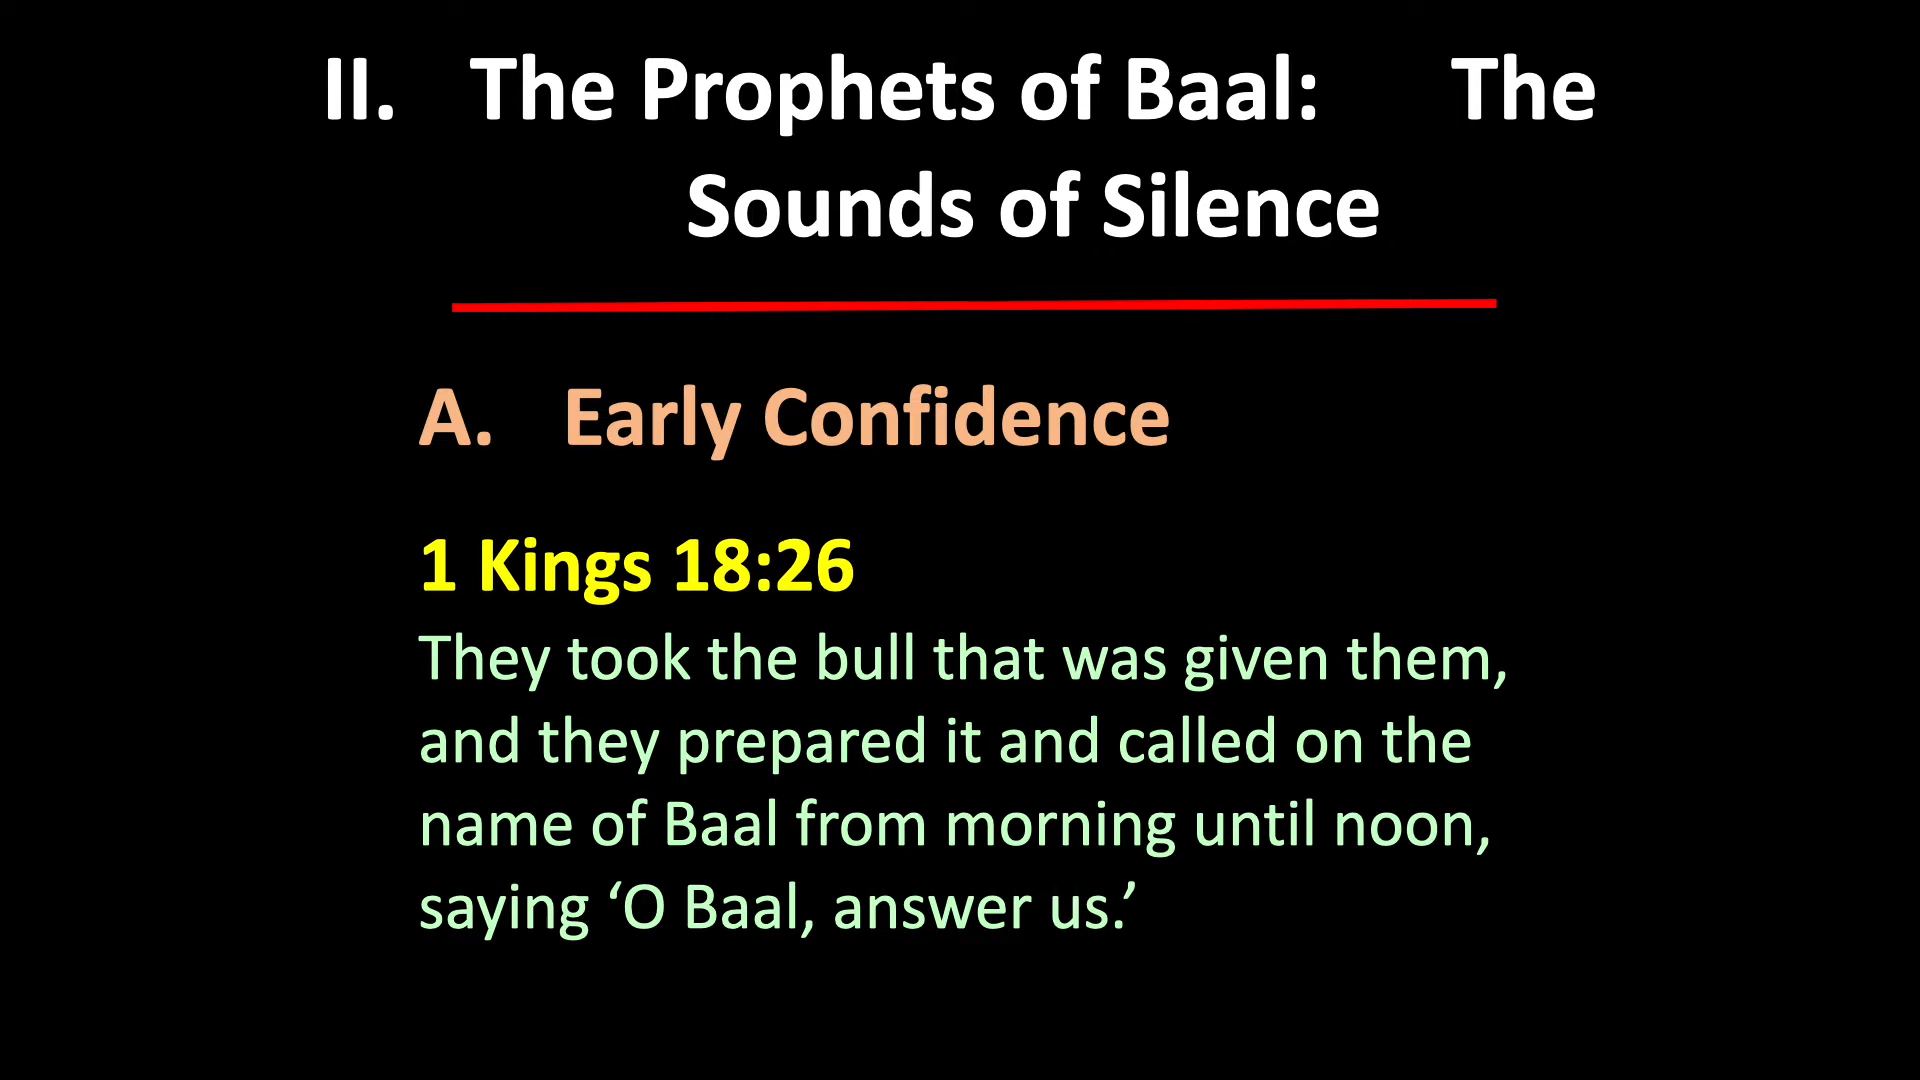 II. The Prophets of Baal: The
Sounds of Silence
A. Early Confidence
1 Kings 18:26
They took the bull that was given them,
and they prepared it and called on the
name of Baal from morning until noon,
saying ‘O Baal, answer us.’